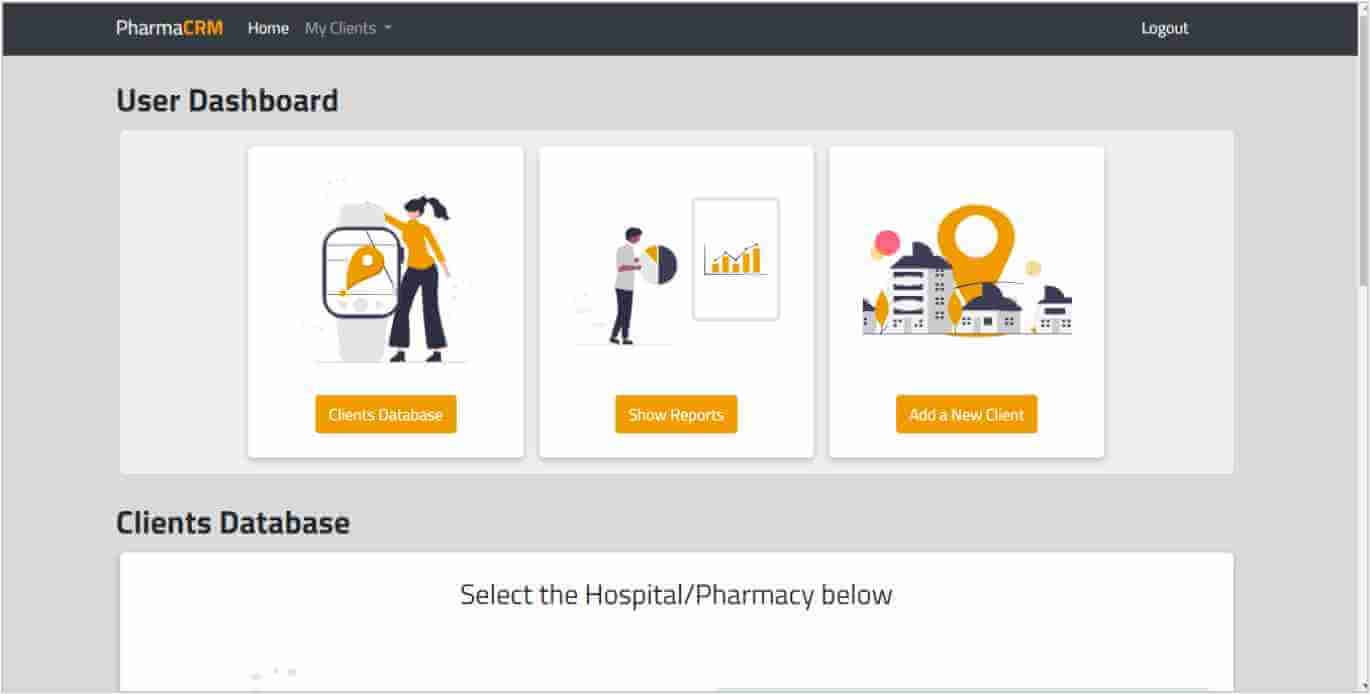 PharmaCRM Home My Clients Logout
User Dashboard
Clients Database Show Reports Add a New Client
Clients Database
Select the Hospital/Pharmacy below